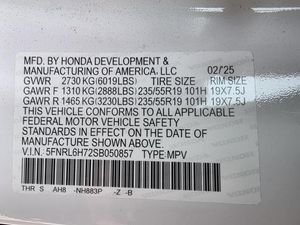 MFD. BY HONDA DEVELOPMENT &
MANUFACTURING OF AMERICA, LLC 02/25
GVWR 2730 KG (6019LBS) TIRE SIZE RIM SIZE
GAWR F 1310 KG (2888LBS) 235/55R19 101H 19X7.5J
GAWR R 1465 KG (3230LBS) 235/55R19 101H 19X7.5J
THIS VEHICLE CONFORMS TO ALL APPLICABLE
FEDERAL MOTOR VEHICLE SAFETY STANDARDS
IN EFFECT ON THE DATE OF
MANUFACTURE SHOWN ABOVE.
V.I.N. 5FNRL6H72SB050857 TYPE: MPV
THR S AH8 -NH883P -Z -B